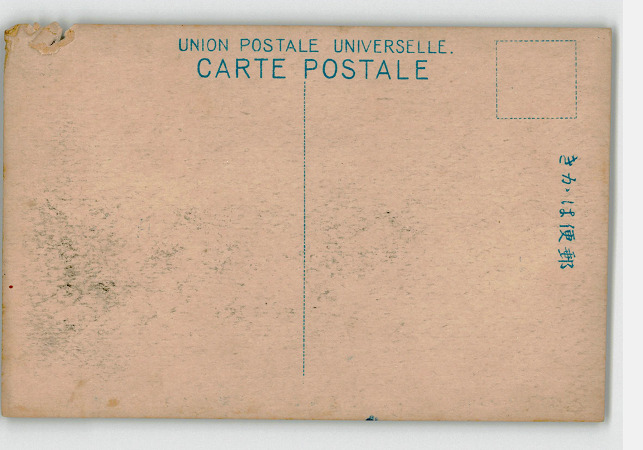 UNION POSTALE UNIVERSELLE.
CARTE POSTALE
きがは便郵